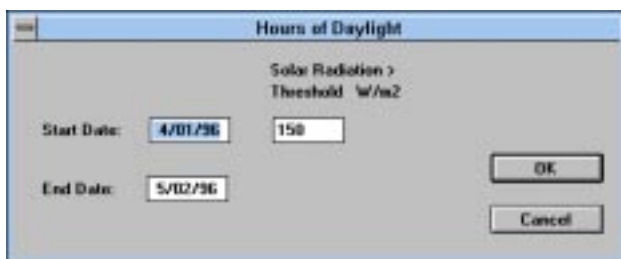 Hours of Daylight
Solar Radiation >
Threshold W/m2
Start Date: 4/01/96 150
End Date: 5/02/96
OK
Cancel